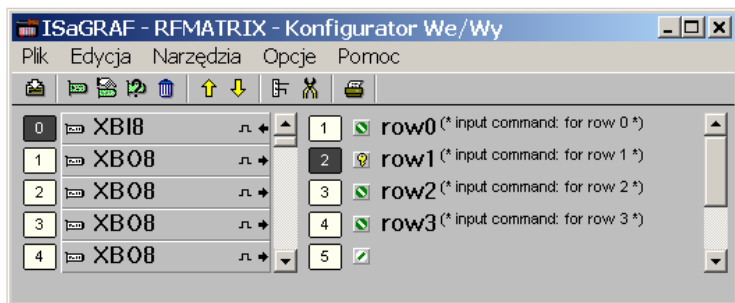 ISaGRAF - RFMATRIX - Konfigurator We/Wy
Plik Edycja Narzędzia Opcje Pomoc
0 XBI8 1 row0 (* input command: for row 0 *)
1 XBO8 2 row1 (* input command: for row 1 *)
2 XBO8 3 row2 (* input command: for row 2 *)
3 XBO8 4 row3 (* input command: for row 3 *)
4 XBO8 5